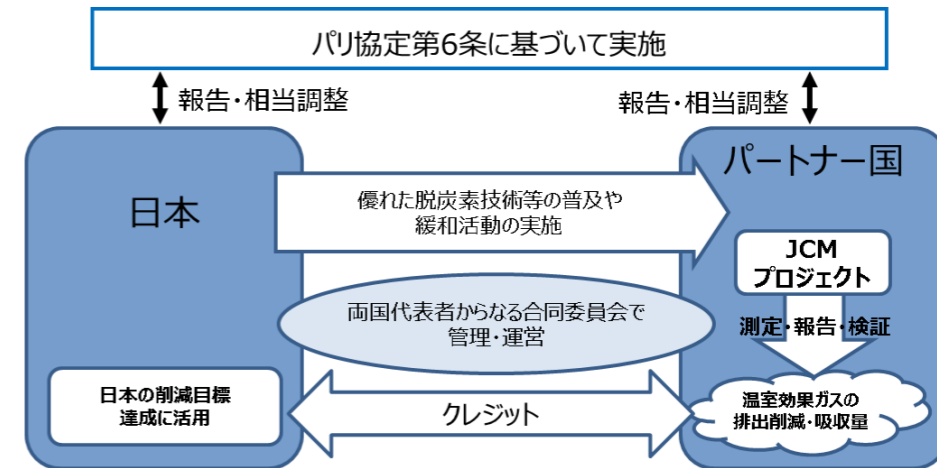 パリ協定第6条に基づいて実施
報告・相当調整
報告・相当調整
日本
パートナー国
優れた脱炭素技術等の普及や
緩和活動の実施
JCM
プロジェクト
両国代表者からなる合同委員会で
管理・運営
測定・報告・検証
日本の削減目標
達成に活用
クレジット
温室効果ガスの
排出削減・吸収量